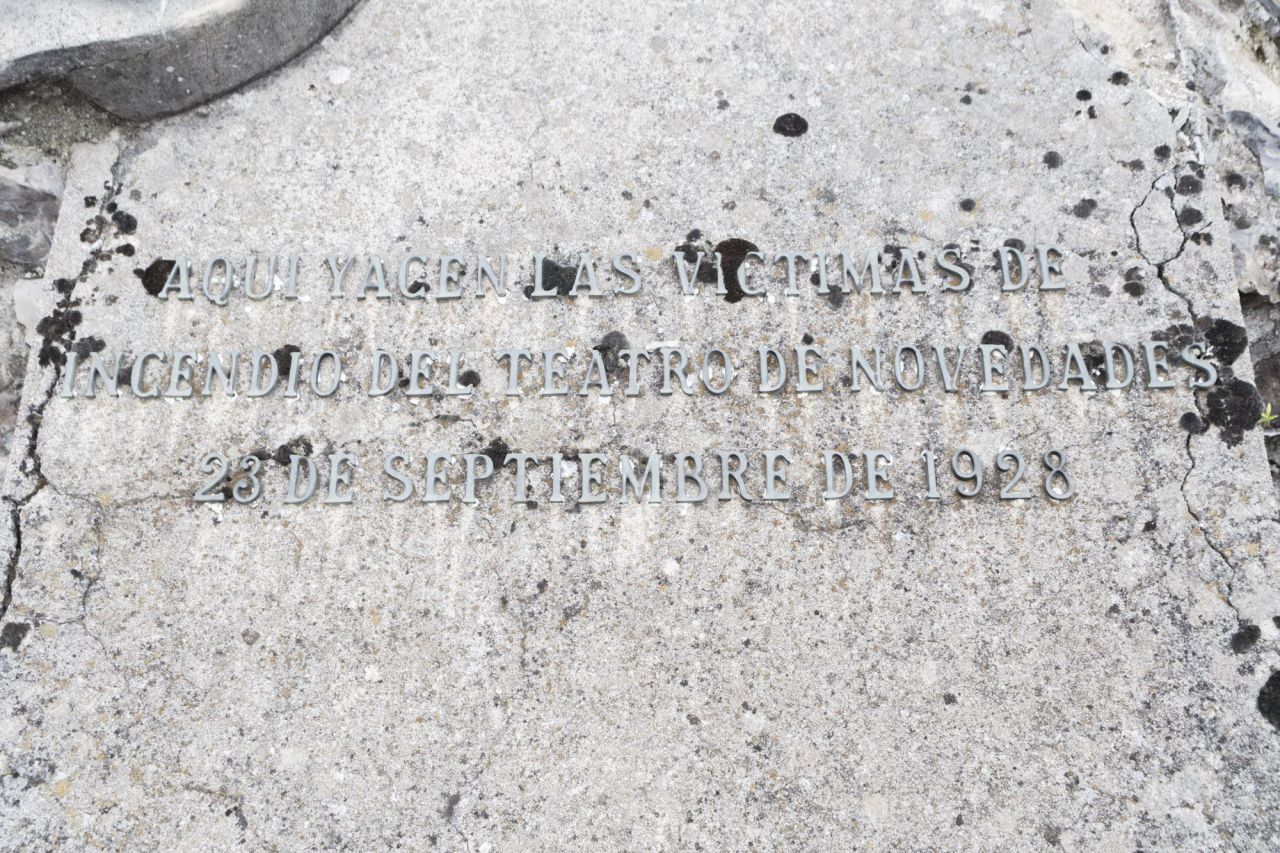 AQUI YACEN LAS VICTIMAS DE
INCENDIO DEL TEATRO DE NOVEDADES
23 DE SEPTIEMBRE DE 1928